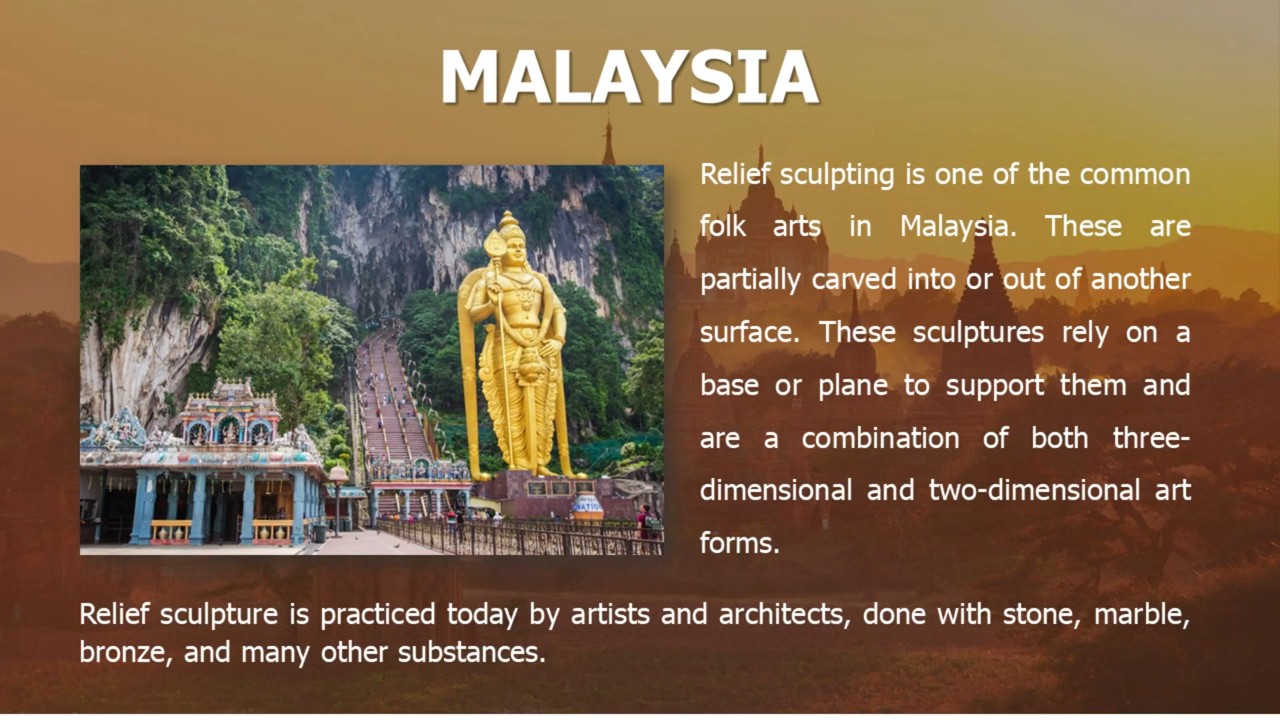 MALAYSIA
Relief sculpting is one of the common
folk arts in Malaysia. These are
partially carved into or out of another
surface. These sculptures rely on a
base or plane to support them and
are a combination of both three-
dimensional and two-dimensional art
forms.
Relief sculpture is practiced today by artists and architects, done with stone, marble,
bronze, and many other substances.